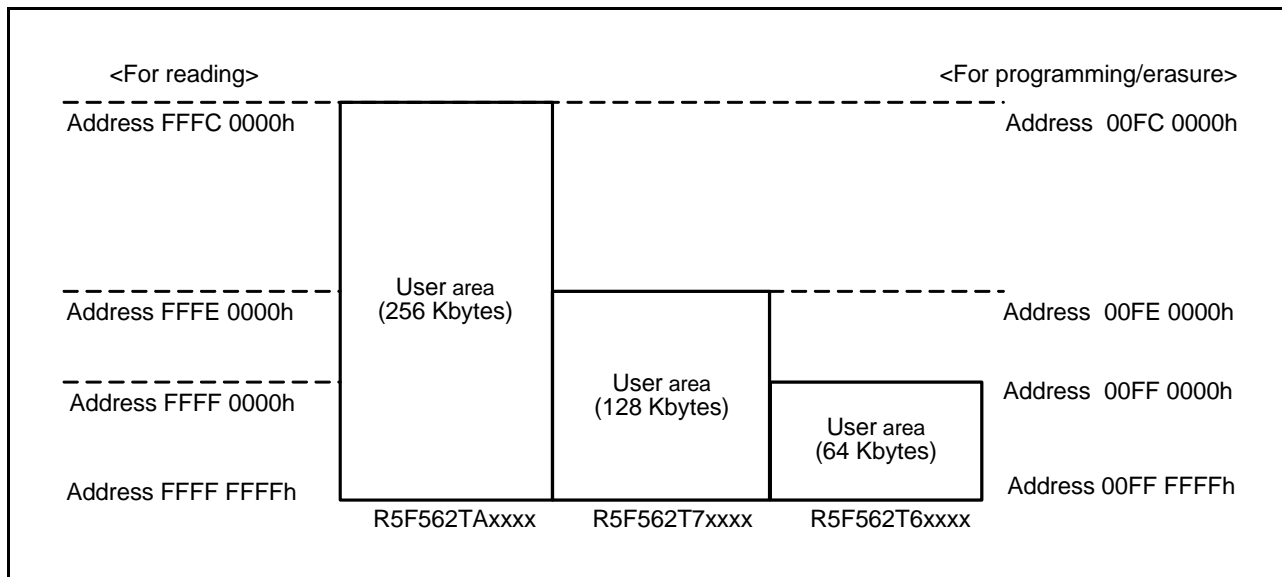 <For reading>
<For programming/erasure>
Address FFFC 0000h
Address 00FC 0000h
User area
(256 Kbytes)
Address FFFE 0000h
Address 00FE 0000h
User area
(128 Kbytes)
Address FFFF 0000h
Address 00FF 0000h
User area
(64 Kbytes)
Address FFFF FFFFh
Address 00FF FFFFh
R5F562TAxxxx
R5F562T7xxxx
R5F562T6xxxx